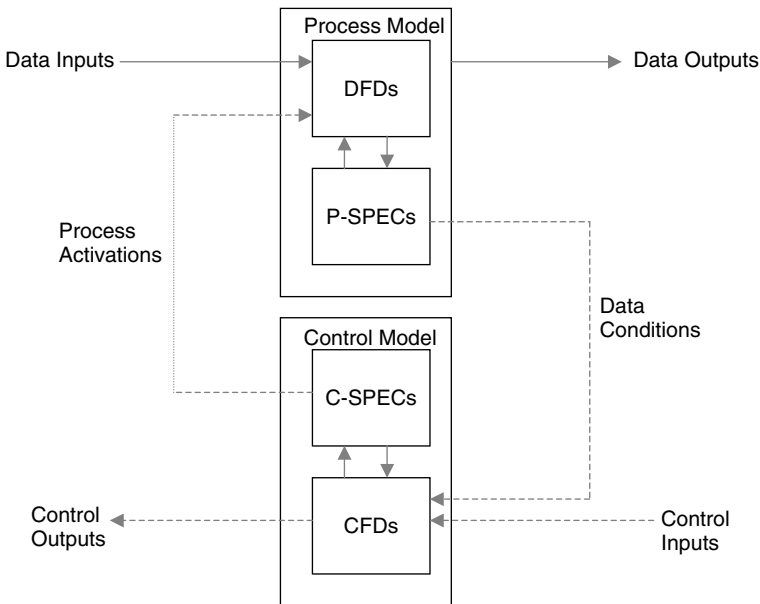 Process Model
Data Inputs
DFDs
Data Outputs
P-SPECs
Process
Activations
Data
Conditions
Control Model
C-SPECs
Control
Outputs
CFDs
Control
Inputs